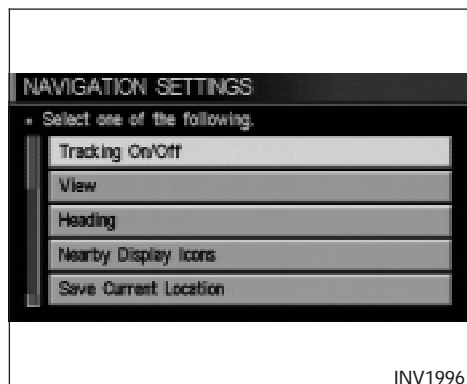 NAVIGATION SETTINGS
Select one of the following.
Tracking On/Off
View
Heading
Nearby Display Icons
Save Current Location
INV1996